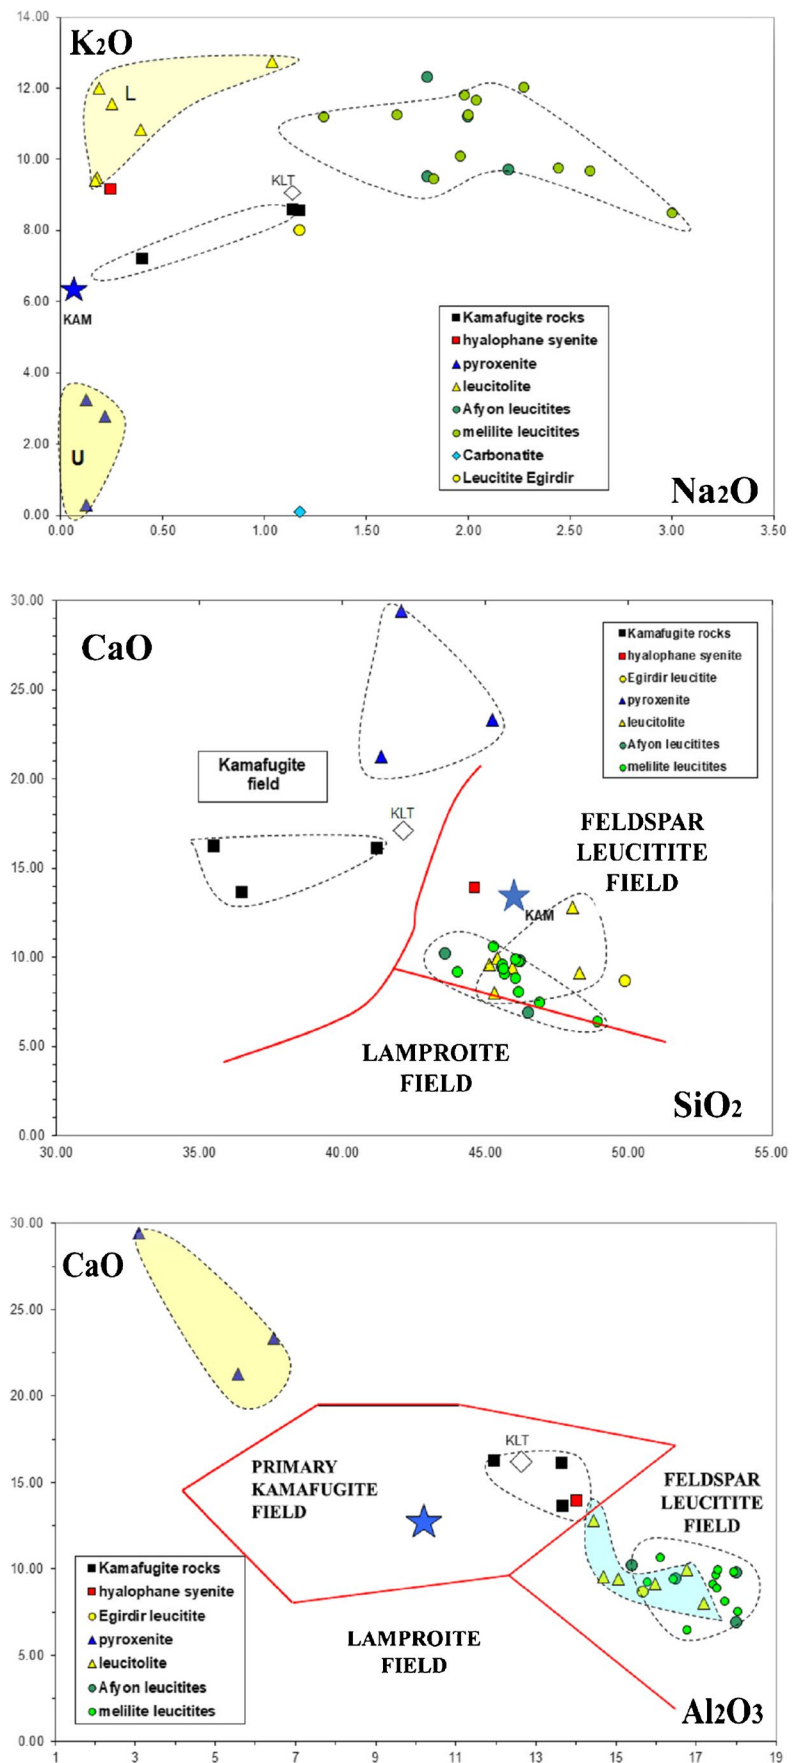 14.00
K2O
12.00
L
10.00
KLT
8.00
6.00
KAM
Kamafugite rocks
hyalophane syenite
pyroxenite
4.00
leucitolite
Afyon leucitites
melilite leucitites
2.00
U
Carbonatite
Leucitite Egirdir
Na2O
0.00
0.00 0.50 1.00 1.50 2.00 2.50 3.00 3.50
30.00
CaO
Kamafugite rocks
hyalophane syenite
Egirdir leucitite
pyroxenite
leucitolite
Afyon leucitites
melilite leucitites
25.00
Kamafugite
field
20.00
KLT
FELDSPAR
LEUCITITE
FIELD
15.00
KAM
10.00
LAMPROITE
FIELD
5.00
SiO2
0.00
30.00 35.00 40.00 45.00 50.00 55.00
30.00
CaO
25.00
20.00
KLT
PRIMARY
KAMAFUGITE
FIELD
FELDSPAR
LEUCITITE
FIELD
15.00
10.00
Kamafugite rocks
hyalophane syenite
Egirdir leucitite
pyroxenite
leucitolite
Afyon leucitites
melilite leucitites
LAMPROITE
FIELD
5.00
Al2O3
0.00
1 3 5 7 9 11 13 15 17 19